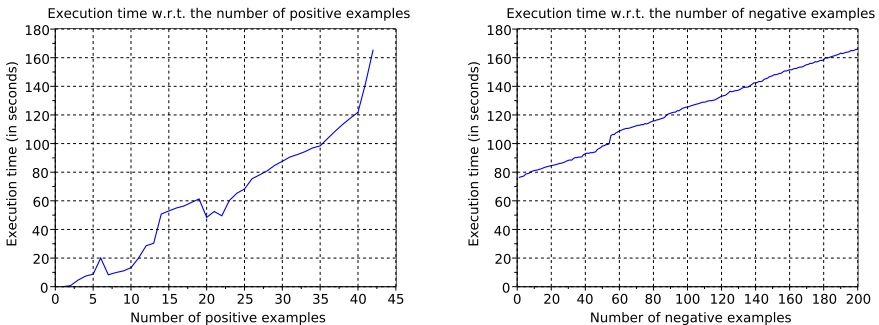 Execution time w.r.t. the number of positive examples
180
160
140
120
100
80
60
40
20
0
0 5 10 15 20 25 30 35 40 45
Execution time (in seconds)
Number of positive examples
Execution time w.r.t. the number of negative examples
180
160
140
120
100
80
60
40
20
0
0 20 40 60 80 100 120 140 160 180 200
Execution time (in seconds)
Number of negative examples